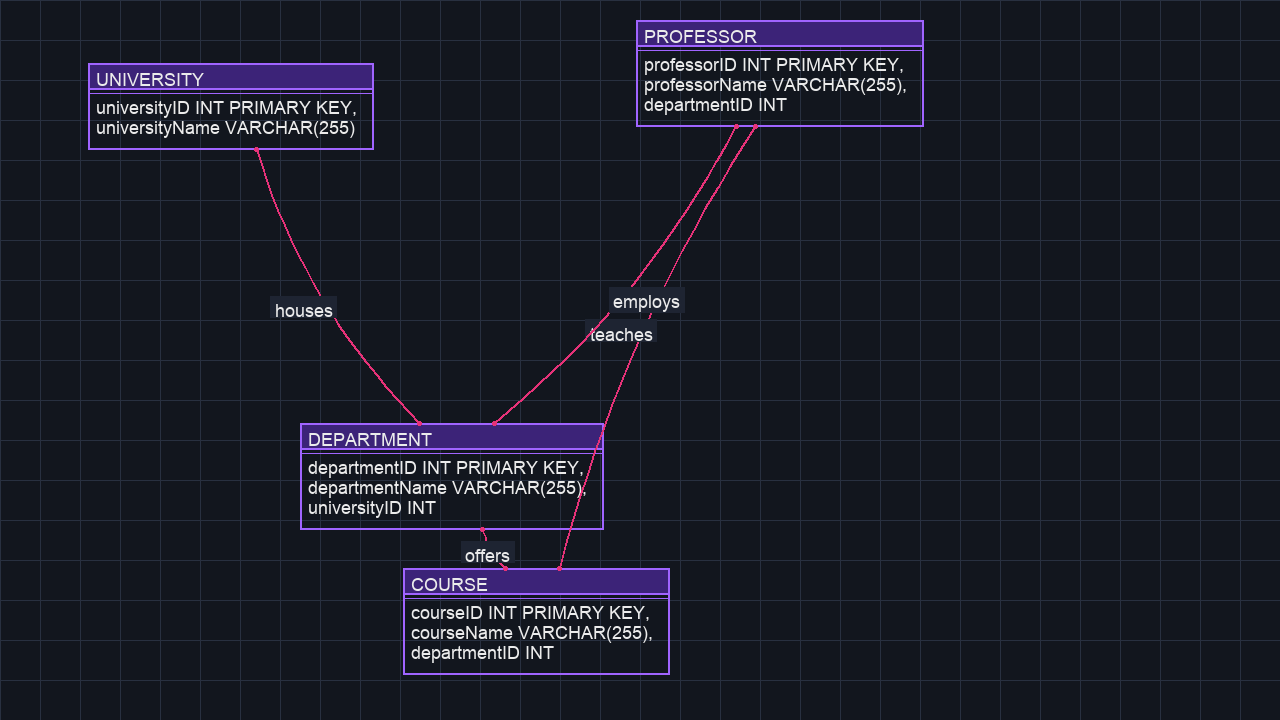 PROFESSOR
professorID INT PRIMARY KEY,
professorName VARCHAR(255),
departmentID INT
UNIVERSITY
universityID INT PRIMARY KEY,
universityName VARCHAR(255)
employs
houses
teaches
DEPARTMENT
departmentID INT PRIMARY KEY,
departmentName VARCHAR(255),
universityID INT
offers
COURSE
courseID INT PRIMARY KEY,
courseName VARCHAR(255),
departmentID INT